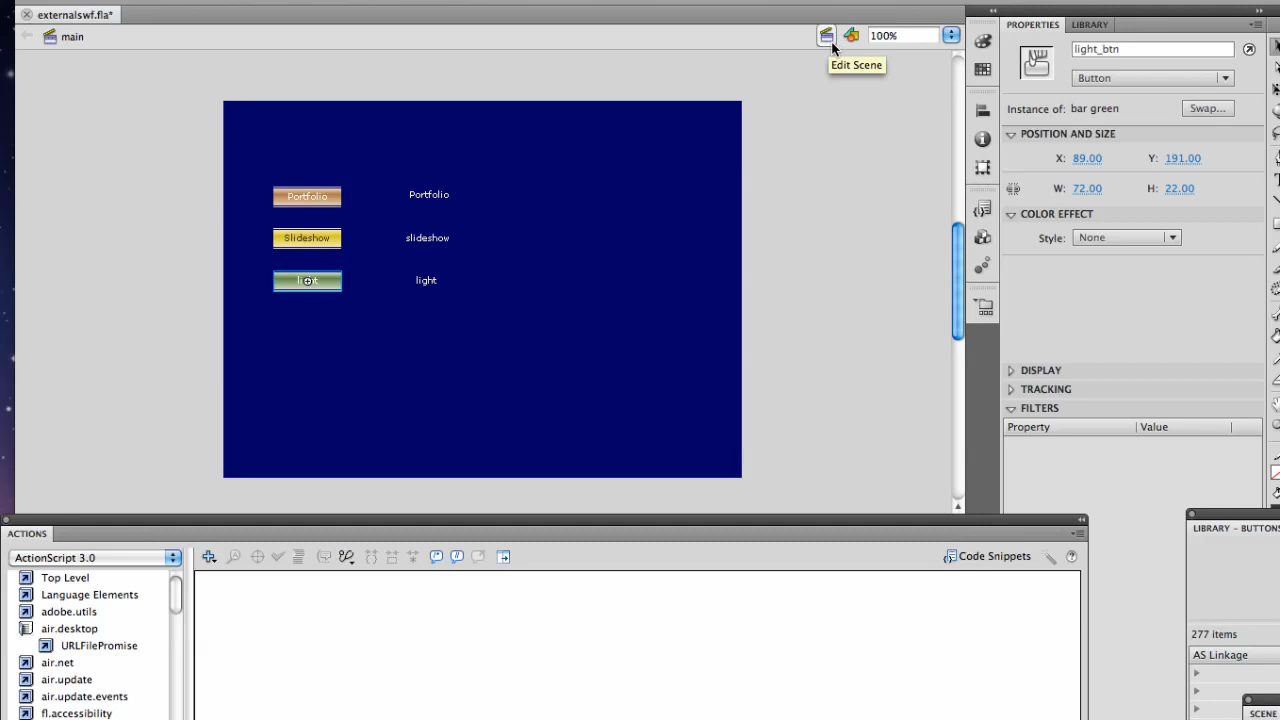 externalswf.fla*
main
100%
Edit Scene
Portfolio
Portfolio
Slideshow
slideshow
light
PROPERTIES
LIBRARY
light_btn
Button
Instance of: bar green
Swap...
POSITION AND SIZE
X: 89.00
Y: 191.00
W: 72.00
H: 22.00
COLOR EFFECT
Style: None
DISPLAY
TRACKING
FILTERS
Property
Value
ACTIONS
ActionScript 3.0
Code Snippets
Top Level
Language Elements
adobe.utils
air.desktop
URLFilePromise
air.net
air.update
air.update.events
fl.accessibility
LIBRARY - BUTTONS
277 items
AS Linkage
SCENE